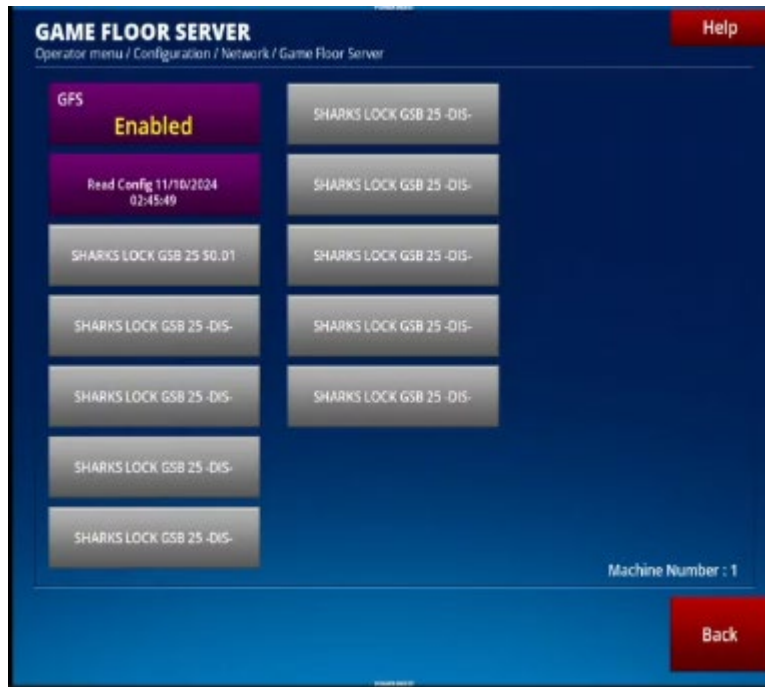 GAME FLOOR SERVER
Operator menu / Configuration / Network / Game Floor Server
Help
GFS
Enabled
Read Config 11/10/2024
02:45:49
SHARKS LOCK GSB 25 $0.01
SHARKS LOCK GSB 25 -DIS-
SHARKS LOCK GSB 25 -DIS-
SHARKS LOCK GSB 25 -DIS-
SHARKS LOCK GSB 25 -DIS-
SHARKS LOCK GSB 25 -DIS-
SHARKS LOCK GSB 25 -DIS-
SHARKS LOCK GSB 25 -DIS-
SHARKS LOCK GSB 25 -DIS-
SHARKS LOCK GSB 25 -DIS-
Machine Number : 1
Back